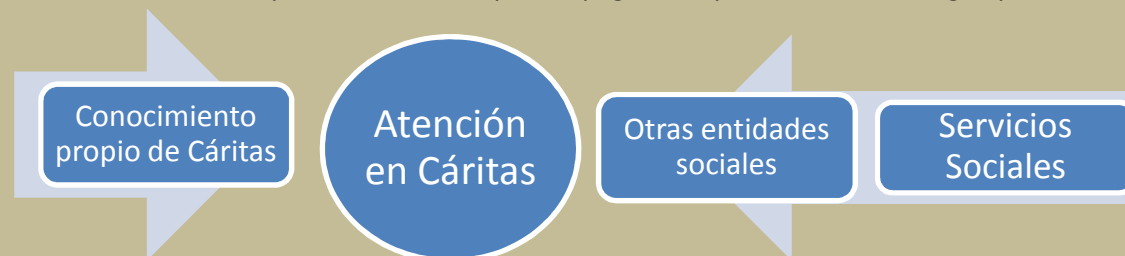 Conocimiento
propio de Cáritas
Atención
en Cáritas
Otras entidades
sociales
Servicios
Sociales